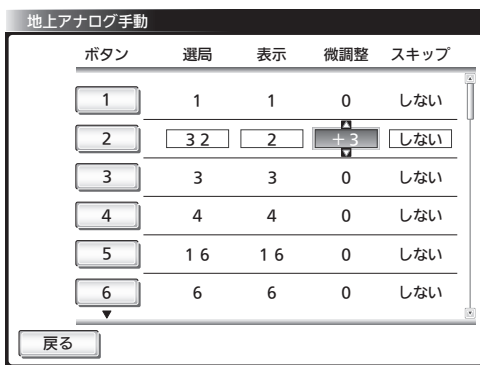 地上アナログ手動
ボタン 選局 表示 微調整 スキップ
1 1 1 0 しない
2 32 2 +3 しない
3 3 3 0 しない
4 4 4 0 しない
5 16 16 0 しない
6 6 6 0 しない
戻る